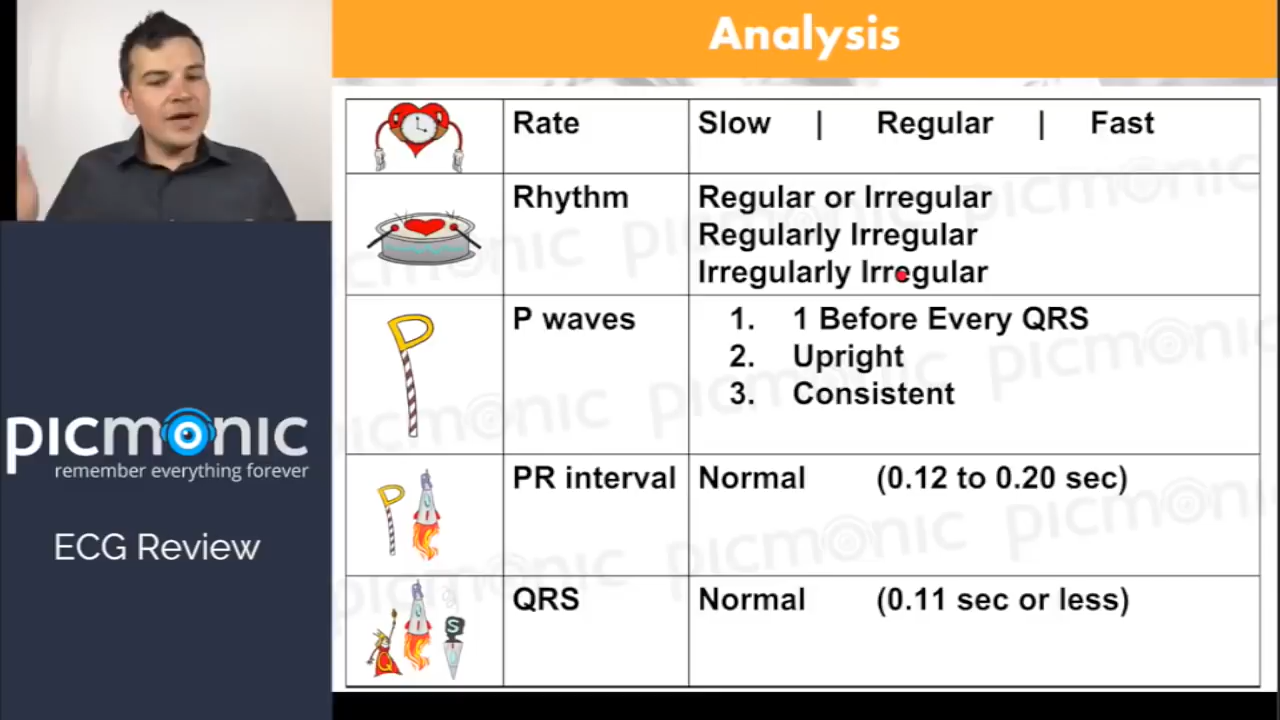 Analysis
Rate
Slow | Regular | Fast
Rhythm
Regular or Irregular
Regularly Irregular
Irregularly Irregular
P waves
1. 1 Before Every QRS
2. Upright
3. Consistent
PR interval
Normal (0.12 to 0.20 sec)
QRS
Normal (0.11 sec or less)
picmonic
remember everything forever
ECG Review